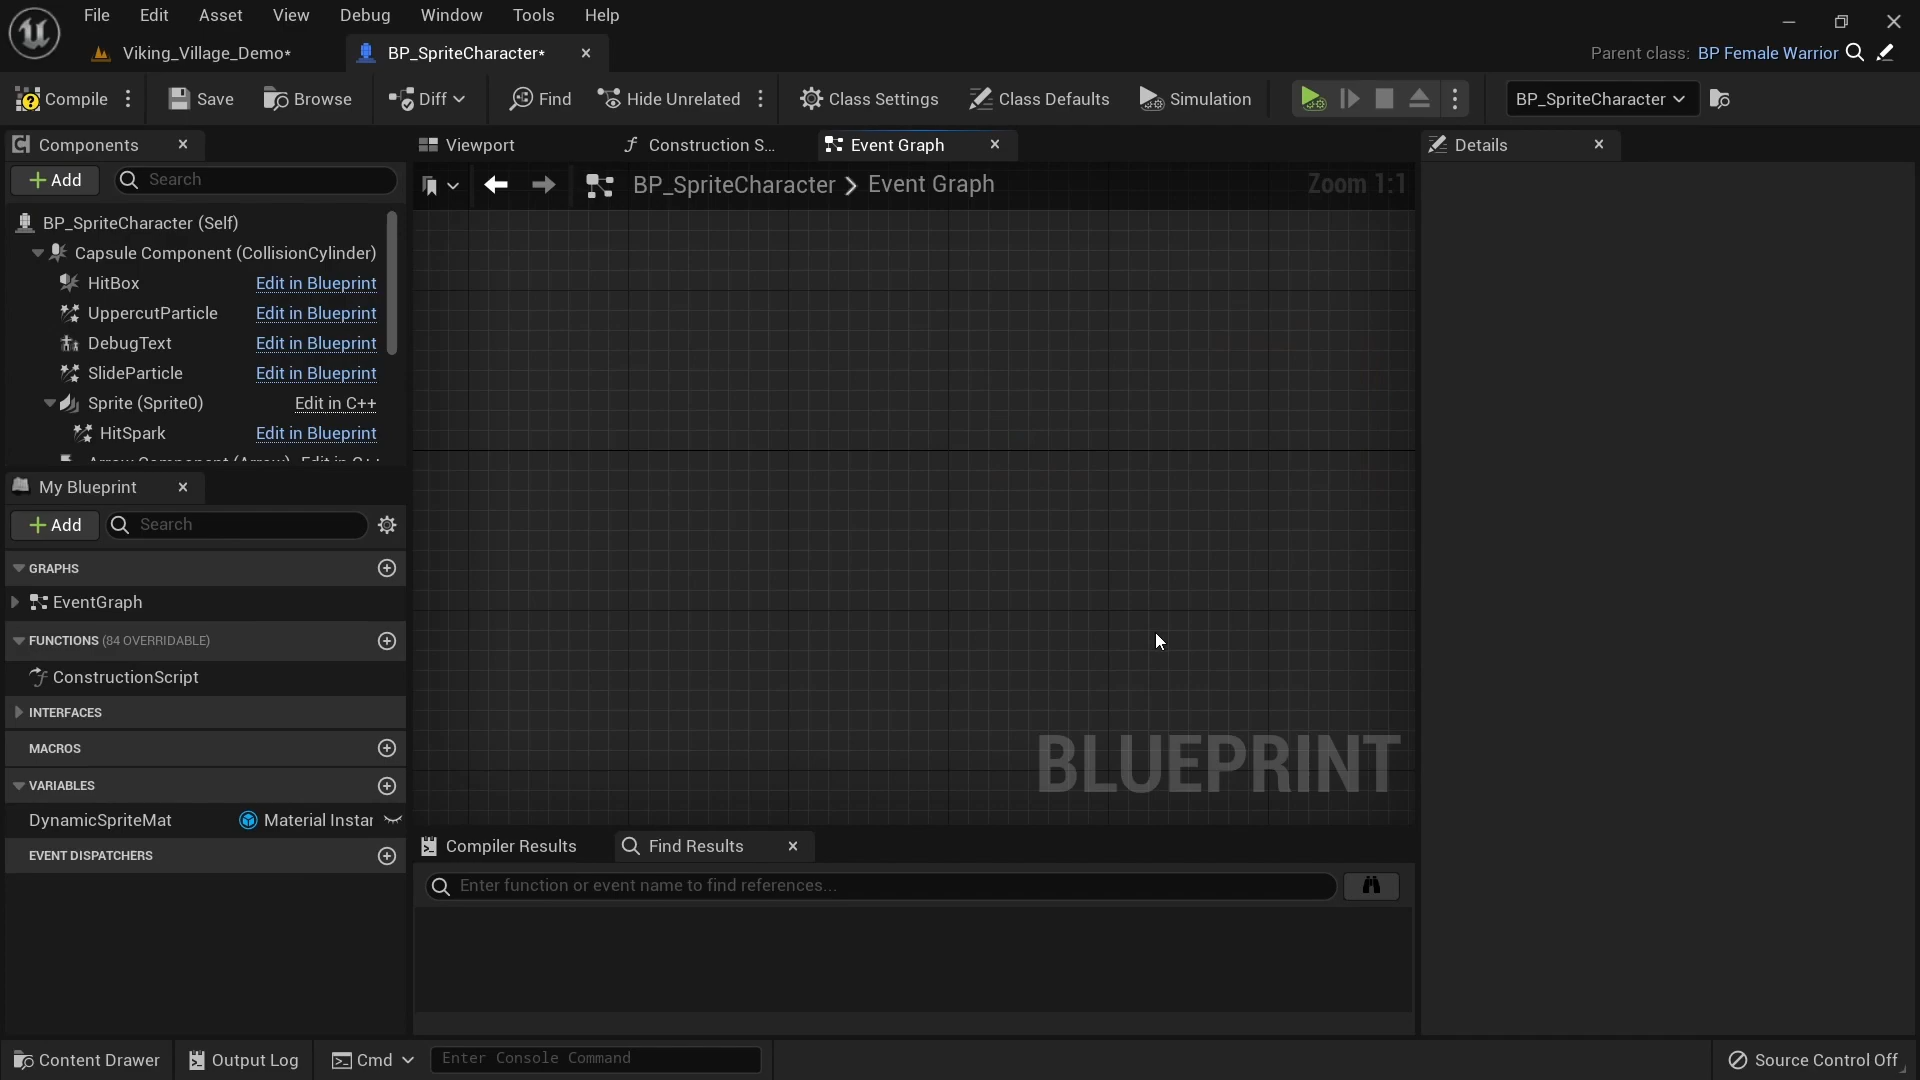 File Edit Asset View Debug Window Tools Help
Viking_Village_Demo* BP_SpriteCharacter* Parent class: BP Female Warrior
Compile Save Browse Diff Find Hide Unrelated Class Settings Class Defaults Simulation BP_SpriteCharacter
Components Viewport Construction S... Event Graph Details
Add Search BP_SpriteCharacter > Event Graph Zoom 1:1
BP_SpriteCharacter (Self)
Capsule Component (CollisionCylinder)
HitBox Edit in Blueprint
UppercutParticle Edit in Blueprint
DebugText Edit in Blueprint
SlideParticle Edit in Blueprint
Sprite (Sprite0) Edit in C++
HitSpark Edit in Blueprint
Arrow Component (Arrow) Edit in C++
My Blueprint
Add Search
GRAPHS
EventGraph
FUNCTIONS (84 OVERRIDABLE)
ConstructionScript
INTERFACES
MACROS
VARIABLES
DynamicSpriteMat Material Instar
EVENT DISPATCHERS
BLUEPRINT
Compiler Results Find Results
Enter function or event name to find references...
Content Drawer Output Log Cmd Enter Console Command Source Control Off